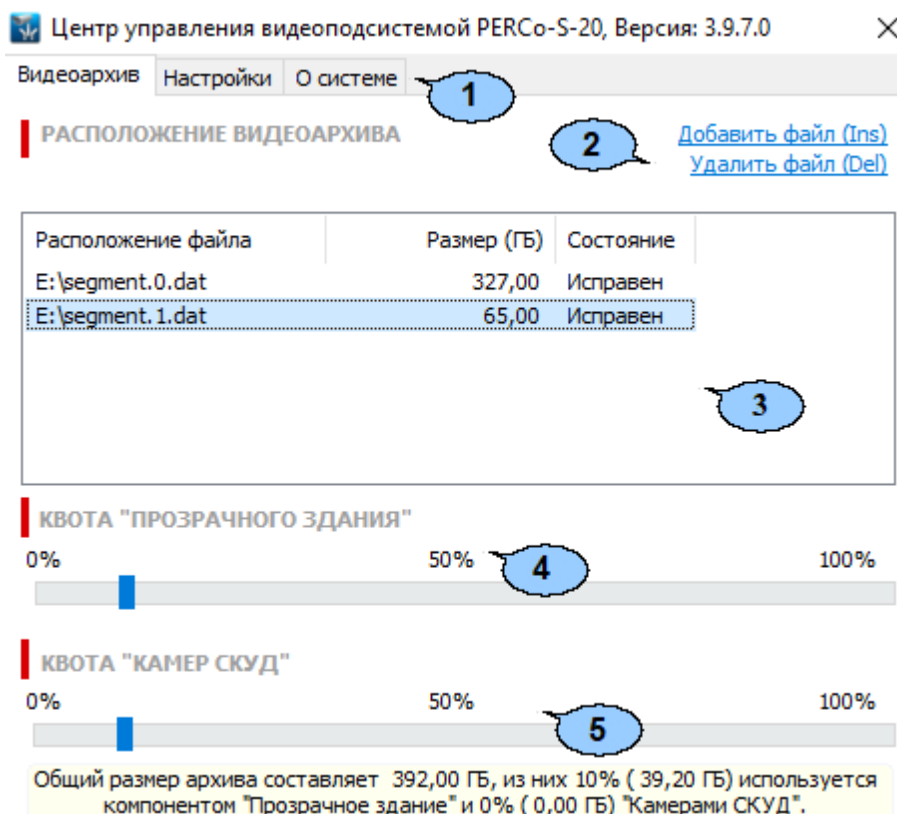 Центр управления видеоподсистемой PERCo-S-20, Версия: 3.9.7.0
Видеоархив Настройки О системе
1
РАСПОЛОЖЕНИЕ ВИДЕОАРХИВА
2
Добавить файл (Ins)
Удалить файл (Del)
Расположение файла Размер (ГБ) Состояние
E:\segment.0.dat 327,00 Исправен
E:\segment.1.dat 65,00 Исправен
3
КВОТА "ПРОЗРАЧНОГО ЗДАНИЯ"
0% 50% 100%
4
КВОТА "КАМЕР СКУД"
0% 50% 100%
5
Общий размер архива составляет 392,00 ГБ, из них 10% ( 39,20 ГБ) используется
компонентом "Прозрачное здание" и 0% ( 0,00 ГБ) "Камерами СКУД".